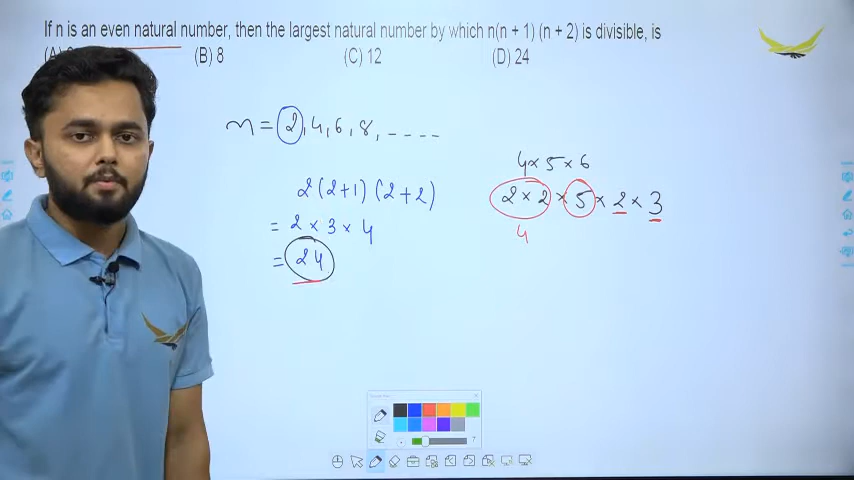 If n is an even natural number, then the largest natural number by which n(n + 1) (n + 2) is divisible, is
(B) 8 (C) 12 (D) 24
n = 2, 4, 6, 8, ----
4 × 5 × 6
2 (2+1) (2+2)
2 × 2 × 5 × 2 × 3
= 2 × 3 × 4
4
= 24
7